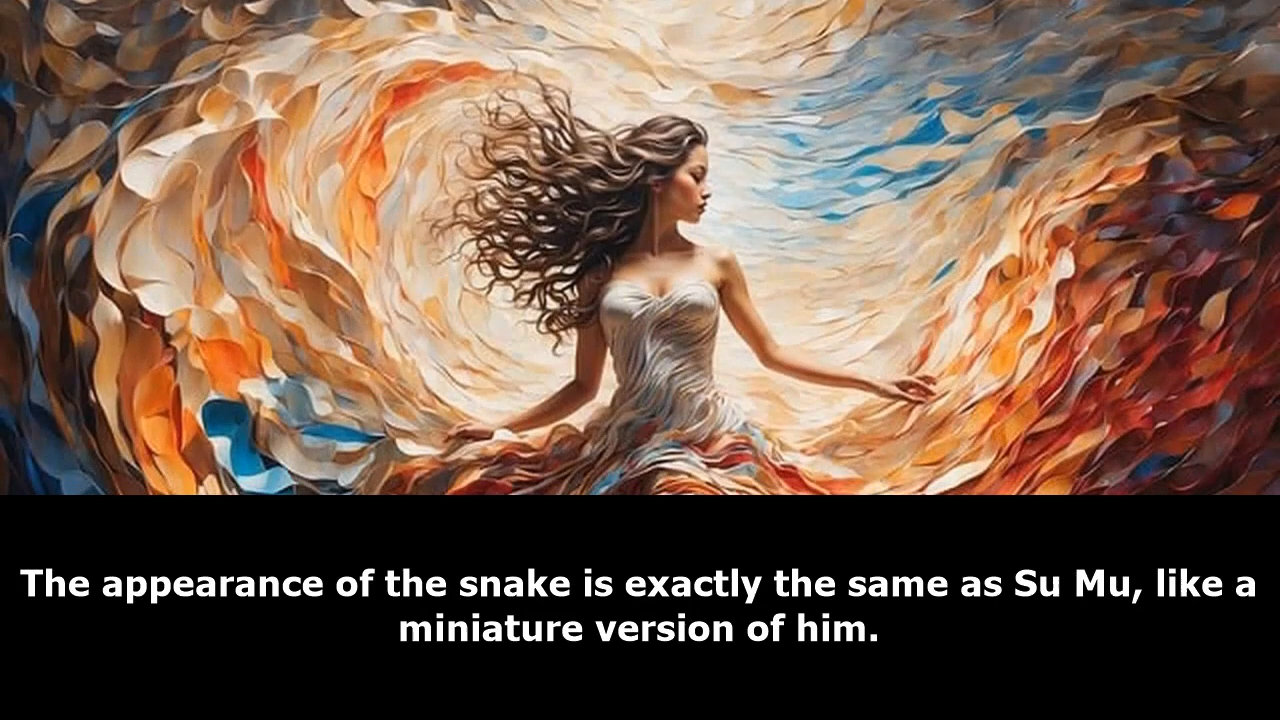 The appearance of the snake is exactly the same as Su Mu, like a
miniature version of him.